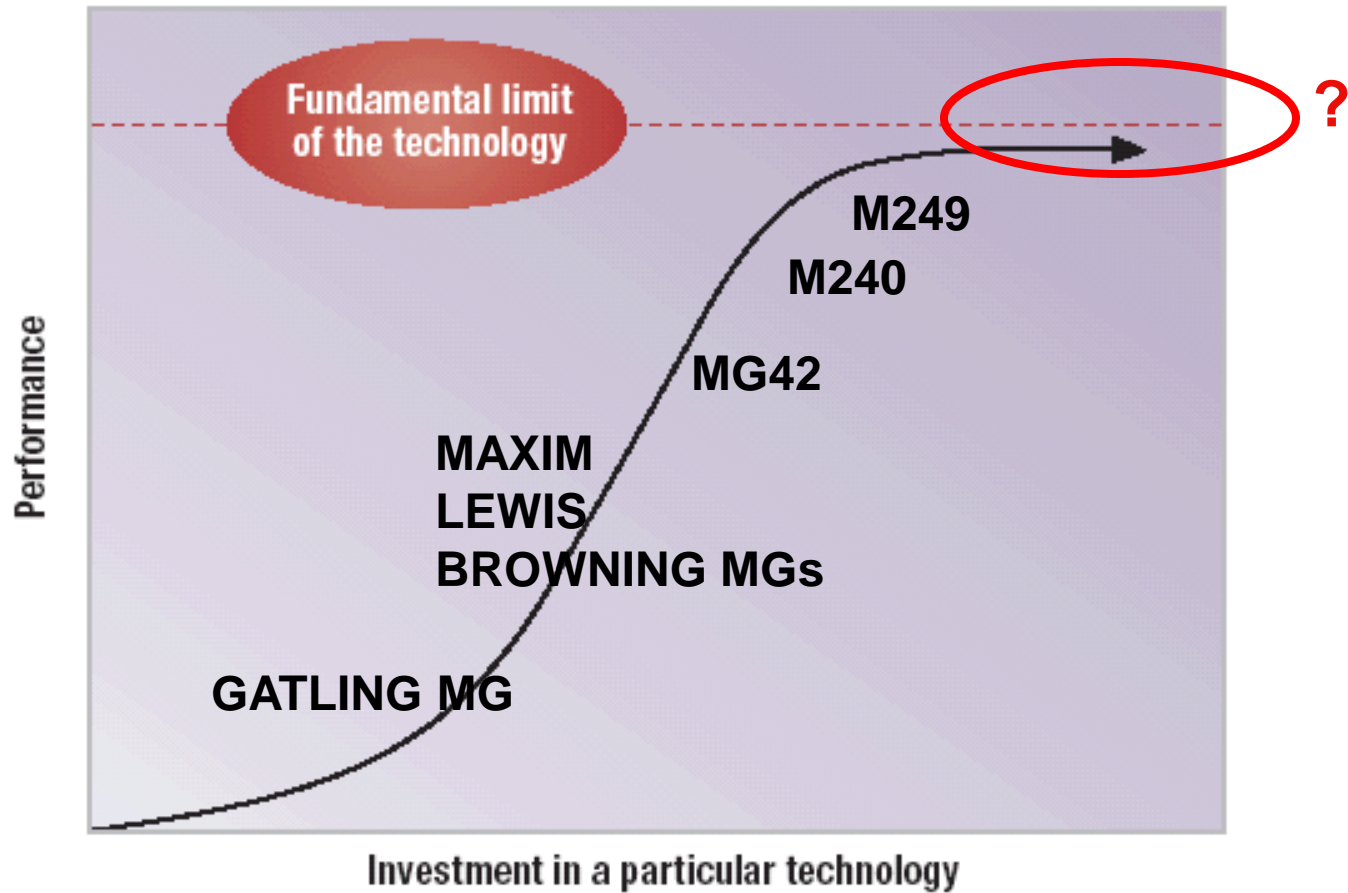 Fundamental limit
of the technology
?
M249
M240
MG42
MAXIM
LEWIS
BROWNING MGs
GATLING MG
Performance
Investment in a particular technology